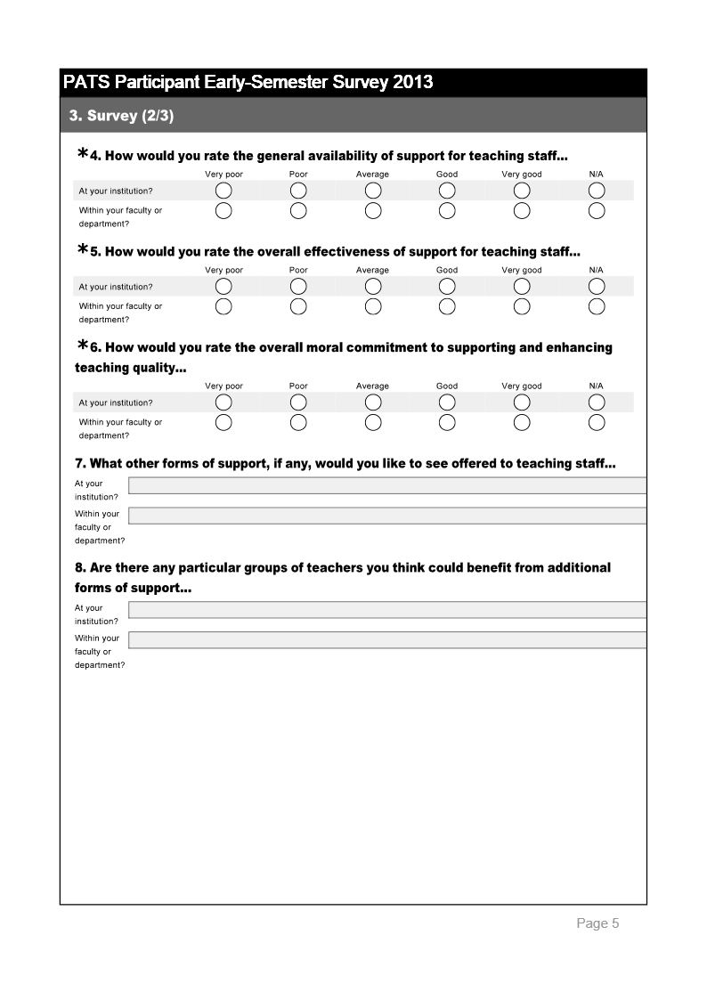 PATS Participant Early-Semester Survey 2013
3. Survey (2/3)
*4. How would you rate the general availability of support for teaching staff...
Very poor Poor Average Good Very good N/A
At your institution?
Within your faculty or
department?
*5. How would you rate the overall effectiveness of support for teaching staff...
Very poor Poor Average Good Very good N/A
At your institution?
Within your faculty or
department?
*6. How would you rate the overall moral commitment to supporting and enhancing
teaching quality...
Very poor Poor Average Good Very good N/A
At your institution?
Within your faculty or
department?
7. What other forms of support, if any, would you like to see offered to teaching staff...
At your
institution?
Within your
faculty or
department?
8. Are there any particular groups of teachers you think could benefit from additional
forms of support...
At your
institution?
Within your
faculty or
department?
Page 5